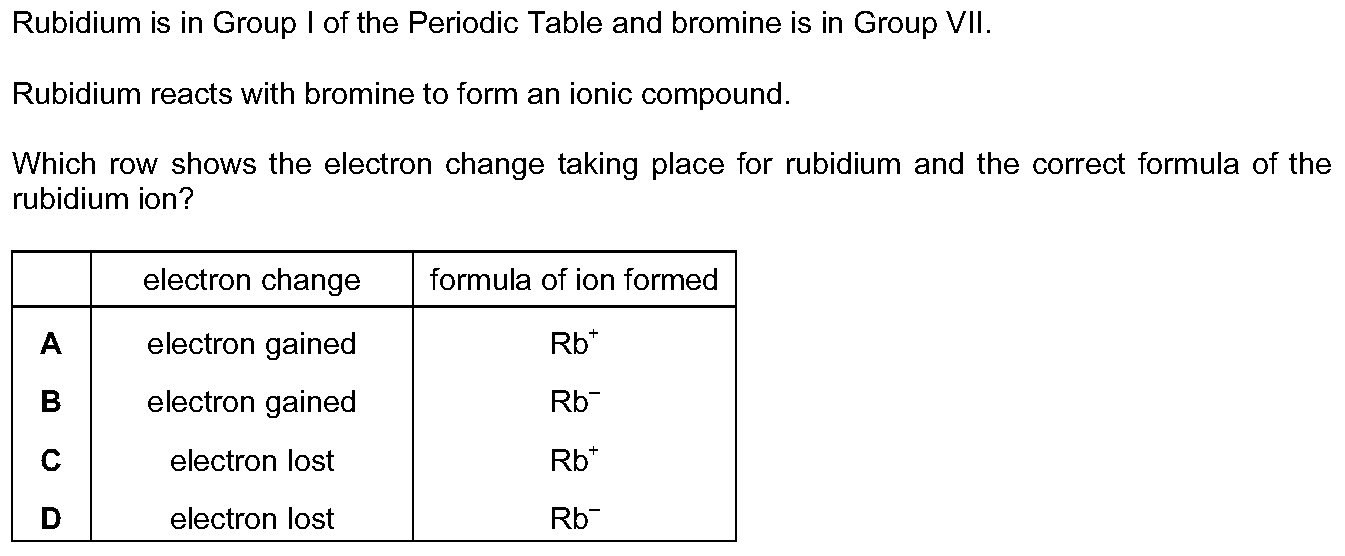 Rubidium is in Group I of the Periodic Table and bromine is in Group VII.
Rubidium reacts with bromine to form an ionic compound.
Which row shows the electron change taking place for rubidium and the correct formula of the
rubidium ion?
electron change formula of ion formed
A electron gained Rb⁺
B electron gained Rb⁻
C electron lost Rb⁺
D electron lost Rb⁻